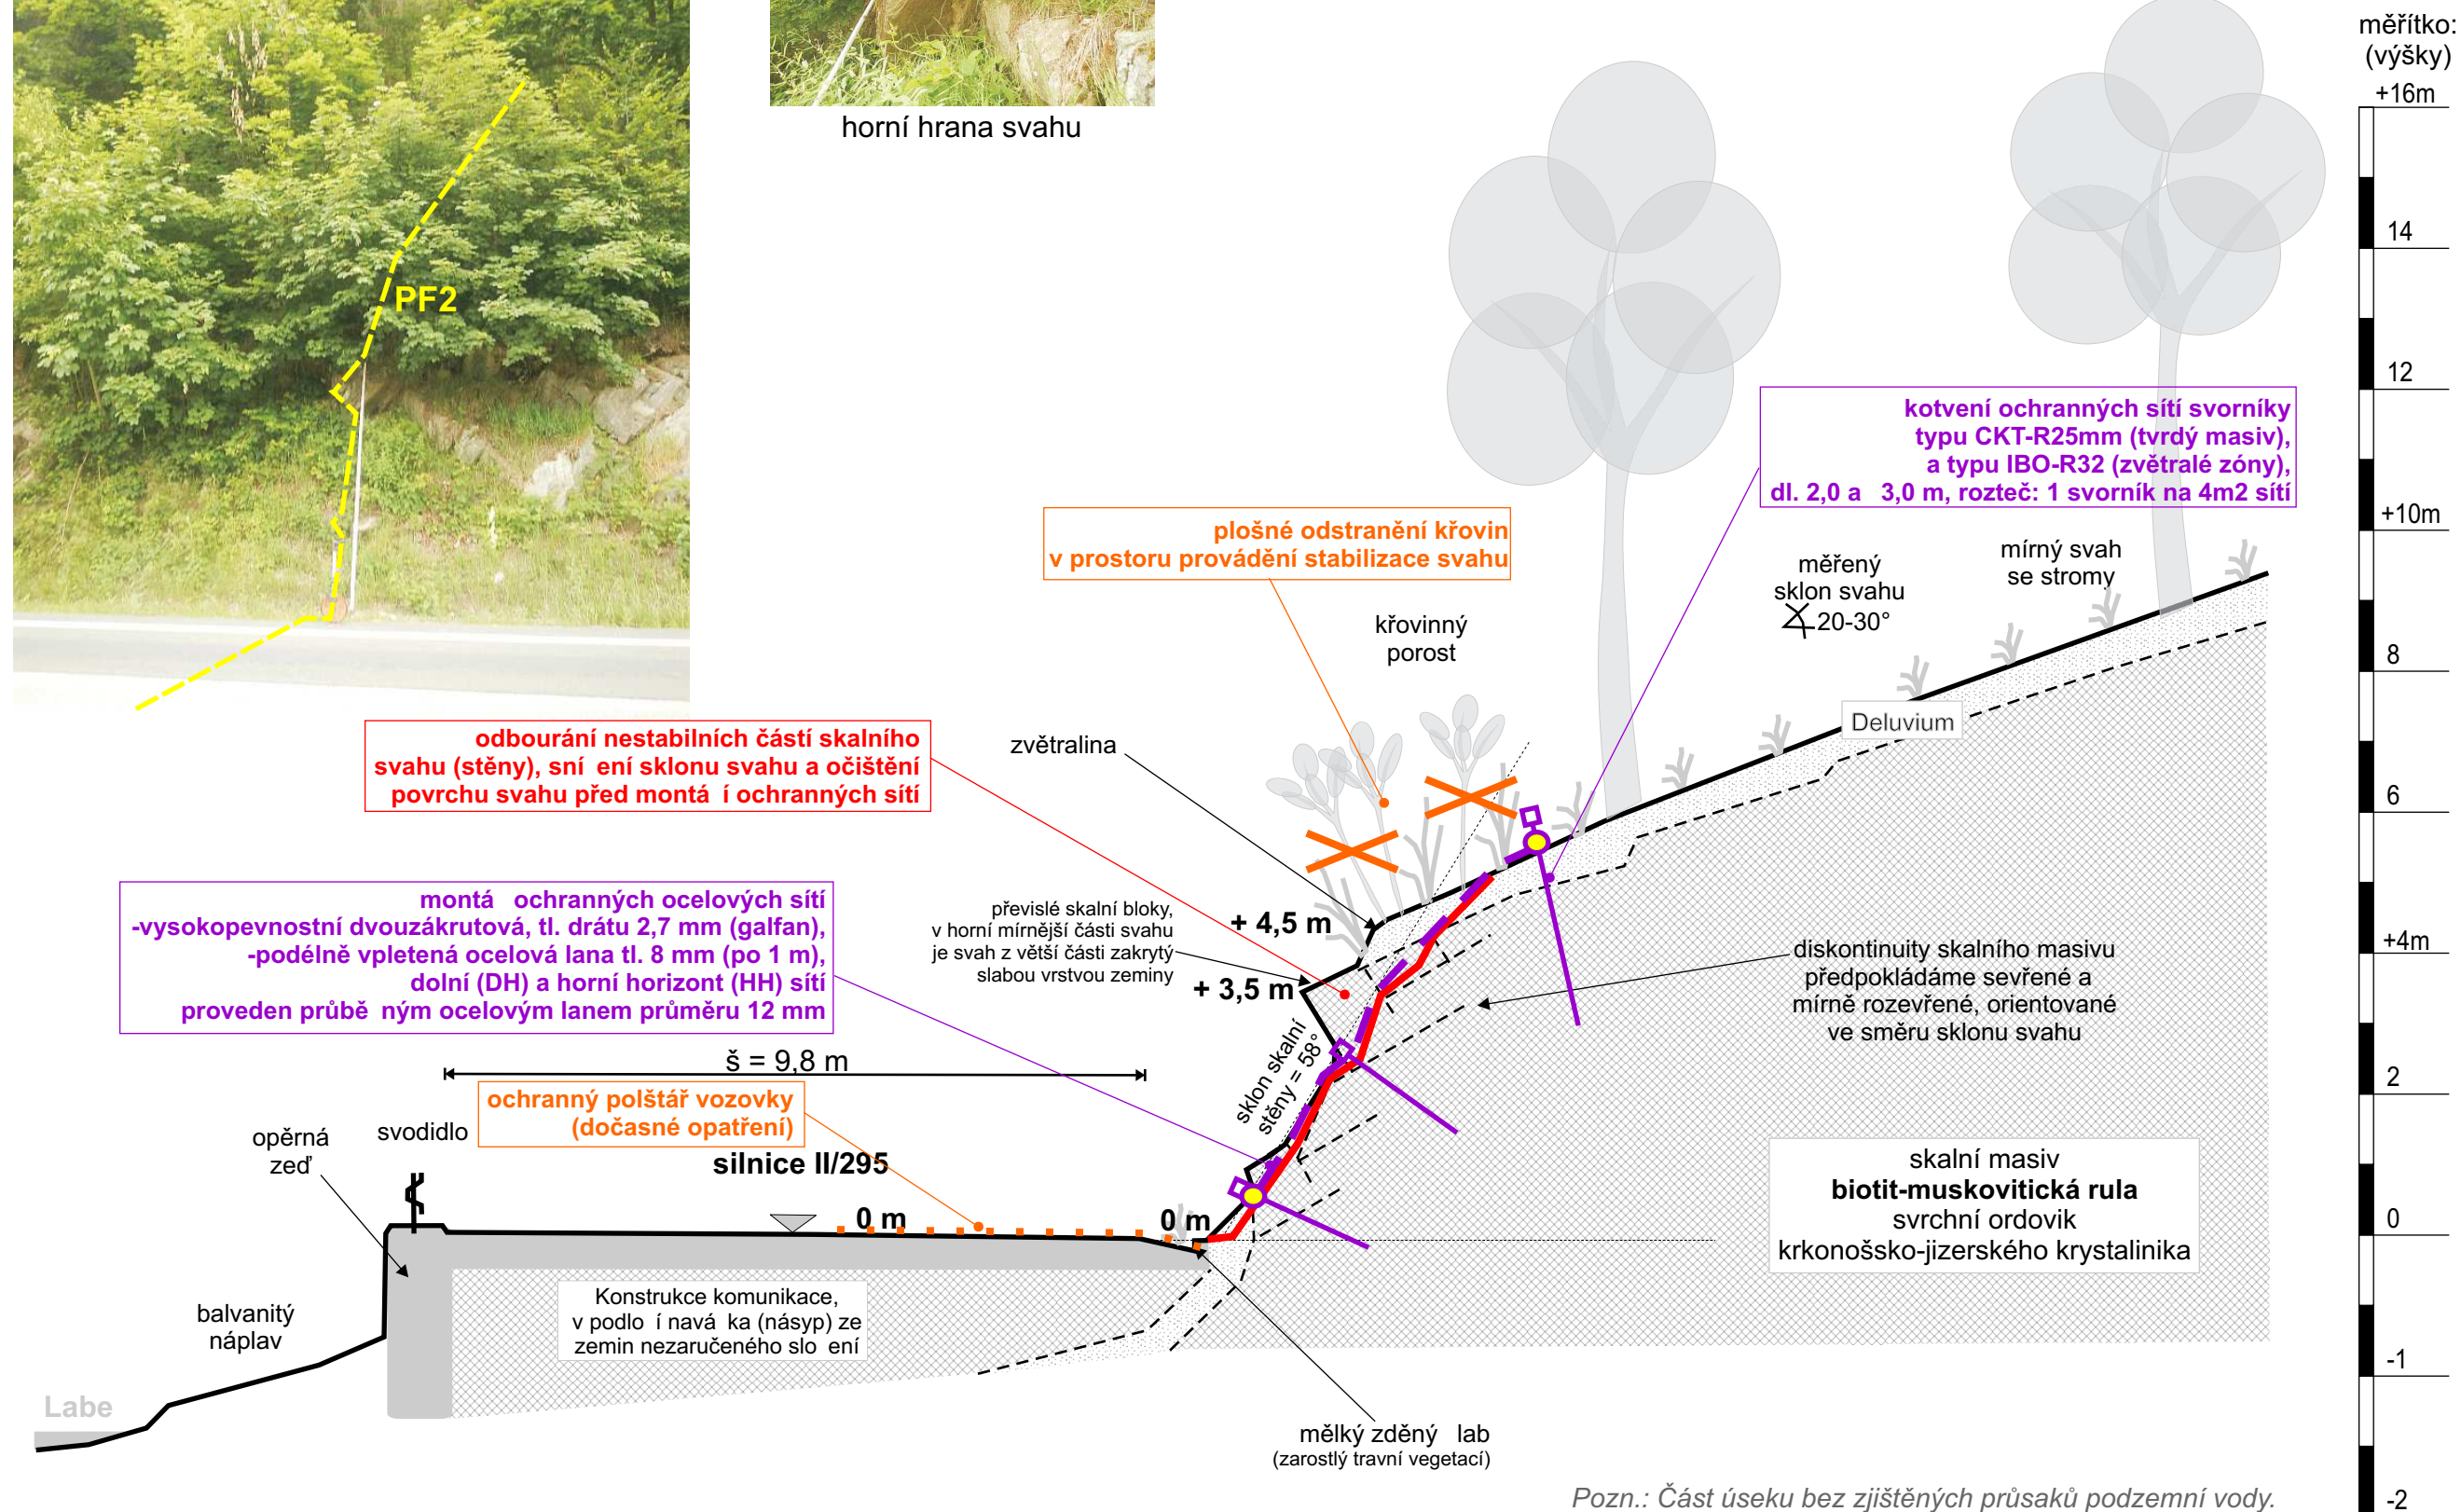 měřítko:
(výšky)
+16m
horní hrana svahu
14
PF2
12
kotvení ochranných sítí svorníky
typu CKT-R25mm (tvrdý masiv),
a typu IBO-R32 (zvětralé zóny),
dl. 2,0 a 3,0 m, rozteč: 1 svorník na 4m2 sítí
+10m
plošné odstranění křovin
v prostoru provádění stabilizace svahu
měřený
sklon svahu
20-30°
mírný svah
se stromy
křovinný
porost
8
Deluvium
odbourání nestabilních částí skalního
svahu (stěny), sní ení sklonu svahu a očištění
povrchu svahu před montá í ochranných sítí
zvětralina
6
montá ochranných ocelových sítí
-vysokopevnostní dvouzákrutová, tl. drátu 2,7 mm (galfan),
-podélně vpletená ocelová lana tl. 8 mm (po 1 m),
dolní (DH) a horní horizont (HH) sítí
proveden průbě ným ocelovým lanem průměru 12 mm
převislé skalní bloky,
v horní mírnější části svahu
je svah z větší části zakrytý
slabou vrstvou zeminy
+ 4,5 m
+ 3,5 m
+4m
diskontinuity skalního masivu
předpokládáme sevřené a
mírně rozevřené, orientované
ve směru sklonu svahu
š = 9,8 m
sklon skalní
stěny = 58°
2
ochranný polštář vozovky
(dočasné opatření)
opěrná
zeď
svodidlo
silnice II/295
0 m
0 m
skalní masiv
biotit-muskovitická rula
svrchní ordovik
krkonošsko-jizerského krystalinika
0
Konstrukce komunikace,
v podlo í navá ka (násyp) ze
zemin nezaručeného slo ení
balvanitý
náplav
-1
Labe
mělký zděný lab
(zarostlý travní vegetací)
Pozn.: Část úseku bez zjištěných průsaků podzemní vody.
-2